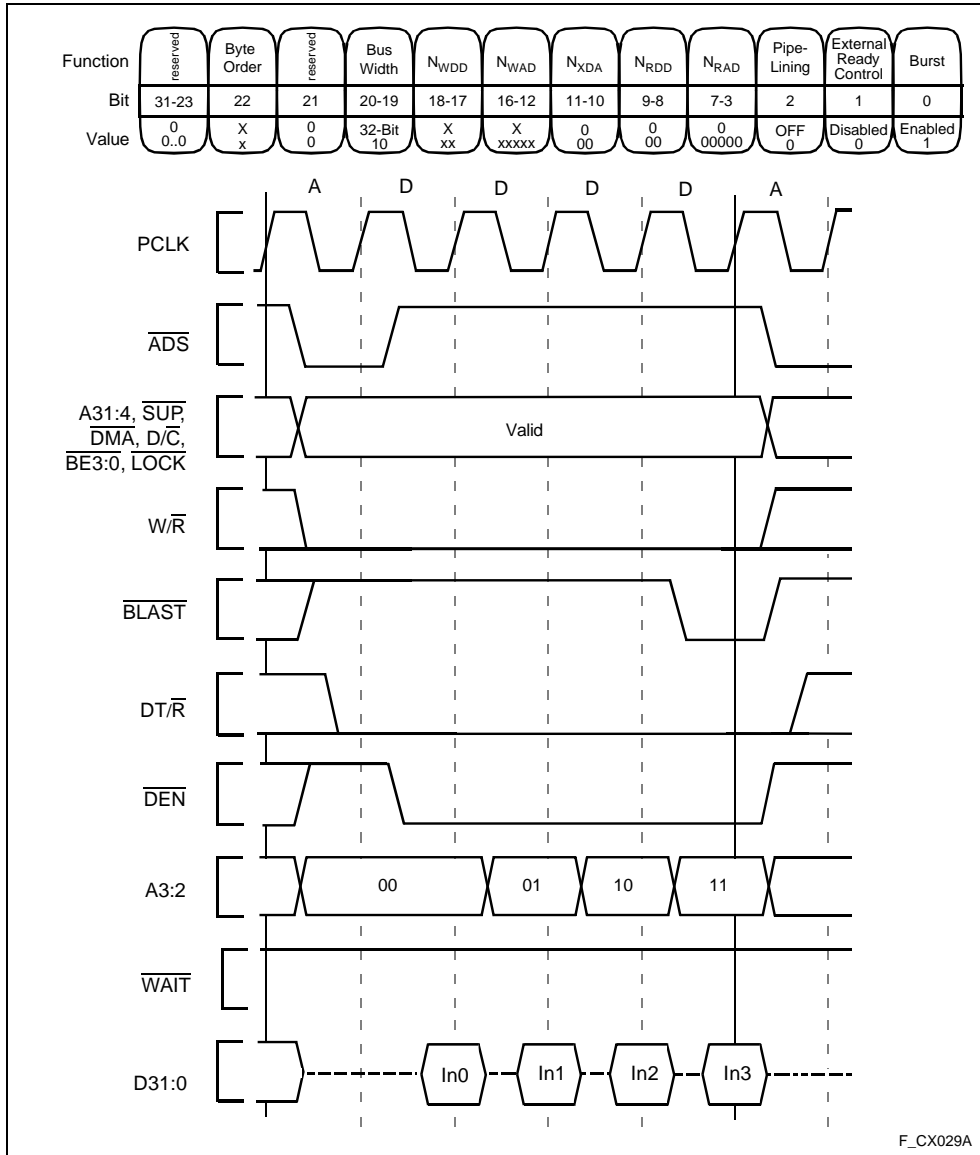 Function reserved Byte Order reserved Bus Width NWDD NWAD NXDA NRDD NRAD Pipe-Lining External Ready Control Burst
Bit 31-23 22 21 20-19 18-17 16-12 11-10 9-8 7-3 2 1 0
Value 0 X 0 32-Bit X X 0 0 0 OFF Disabled Enabled
0..0 x 0 10 xx xxxxx 00 00 00000 0 0 1
A D D D D A
PCLK
ADS
A31:4, SUP,
DMA, D/C,
BE3:0, LOCK
Valid
W/R
BLAST
DT/R
DEN
A3:2 00 01 10 11
WAIT
D31:0 In0 In1 In2 In3
F_CX029A